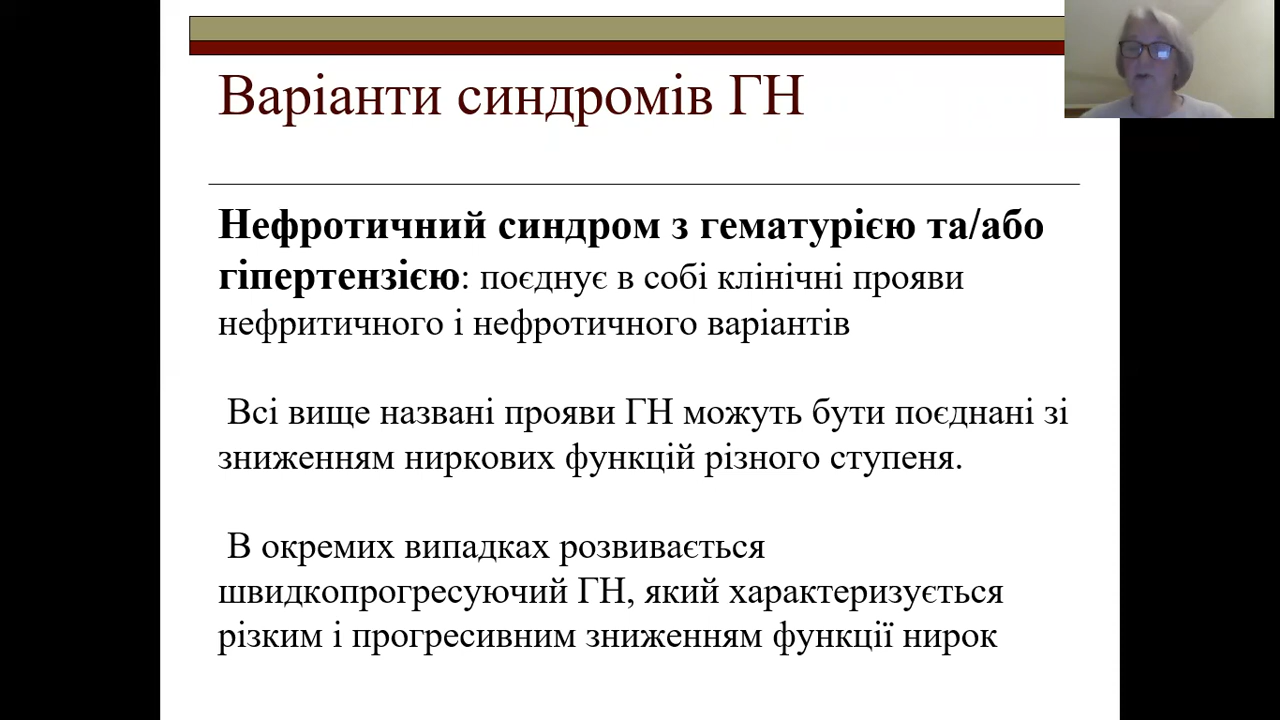 Варіанти синдромів ГН
Нефротичний синдром з гематурією та/або
гіпертензією: поєднує в собі клінічні прояви
нефритичного і нефротичного варіантів
Всі вище названі прояви ГН можуть бути поєднані зі
зниженням ниркових функцій різного ступеня.
В окремих випадках розвивається
швидкопрогресуючий ГН, який характеризується
різким і прогресивним зниженням функції нирок